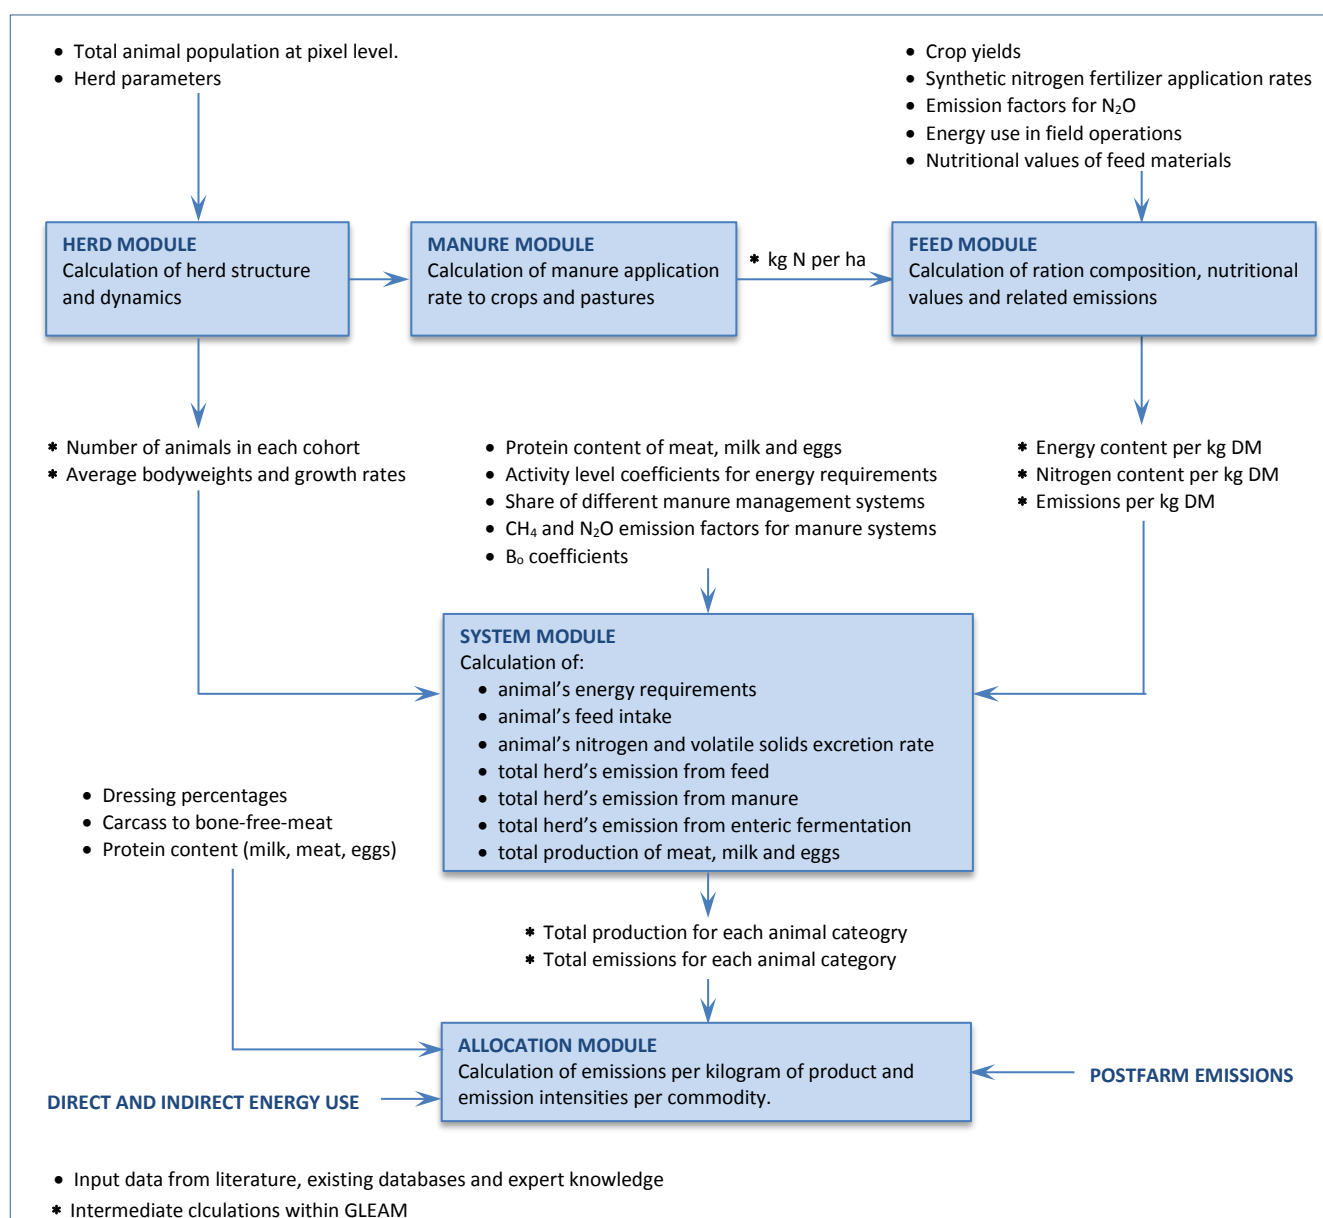 • Total animal population at pixel level.
• Herd parameters
• Crop yields
• Synthetic nitrogen fertilizer application rates
• Emission factors for N₂O
• Energy use in field operations
• Nutritional values of feed materials
HERD MODULE
Calculation of herd structure
and dynamics
MANURE MODULE
Calculation of manure application
rate to crops and pastures
* kg N per ha
FEED MODULE
Calculation of ration composition, nutritional
values and related emissions
* Number of animals in each cohort
* Average bodyweights and growth rates
• Protein content of meat, milk and eggs
• Activity level coefficients for energy requirements
• Share of different manure management systems
• CH₄ and N₂O emission factors for manure systems
• Bₒ coefficients
* Energy content per kg DM
* Nitrogen content per kg DM
* Emissions per kg DM
SYSTEM MODULE
Calculation of:
• animal’s energy requirements
• animal’s feed intake
• animal’s nitrogen and volatile solids excretion rate
• total herd’s emission from feed
• total herd’s emission from manure
• total herd’s emission from enteric fermentation
• total production of meat, milk and eggs
• Dressing percentages
• Carcass to bone-free-meat
• Protein content (milk, meat, eggs)
* Total production for each animal cateogry
* Total emissions for each animal category
ALLOCATION MODULE
Calculation of emissions per kilogram of product and
emission intensities per commodity.
POSTFARM EMISSIONS
DIRECT AND INDIRECT ENERGY USE
• Input data from literature, existing databases and expert knowledge
* Intermediate clculations within GLEAM